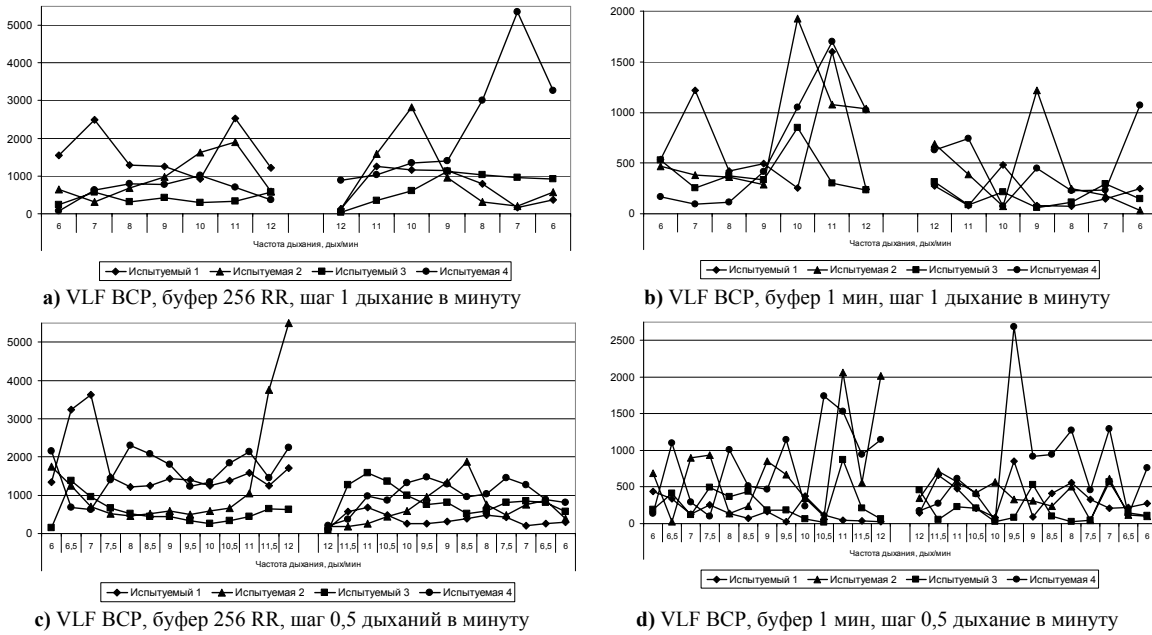 5000
4000
3000
2000
1000
0
6 7 8 9 10 11 12 12 11 10 9 8 7 6
Частота дыхания, дых/мин
Испытуемый 1 Испытуемая 2 Испытуемый 3 Испытуемая 4
a) VLF ВСР, буфер 256 RR, шаг 1 дыхание в минуту
2000
1500
1000
500
0
6 7 8 9 10 11 12 12 11 10 9 8 7 6
Частота дыхания, дых/мин
Испытуемый 1 Испытуемая 2 Испытуемый 3 Испытуемая 4
b) VLF ВСР, буфер 1 мин, шаг 1 дыхание в минуту
5000
4000
3000
2000
1000
0
6 6,5 7 7,5 8 8,5 9 9,5 10 10,5 11 11,5 12 12 11,5 11 10,5 10 9,5 9 8,5 8 7,5 7 6,5 6
Частота дыхания, дых/мин
Испытуемый 1 Испытуемая 2 Испытуемый 3 Испытуемая 4
c) VLF ВСР, буфер 256 RR, шаг 0,5 дыханий в минуту
2500
2000
1500
1000
500
0
6 6,5 7 7,5 8 8,5 9 9,5 10 10,5 11 11,5 12 12 11,5 11 10,5 10 9,5 9 8,5 8 7,5 7 6,5 6
Частота дыхания, дых/мин
Испытуемый 1 Испытуемая 2 Испытуемый 3 Испытуемая 4
d) VLF ВСР, буфер 1 мин, шаг 0,5 дыхание в минуту